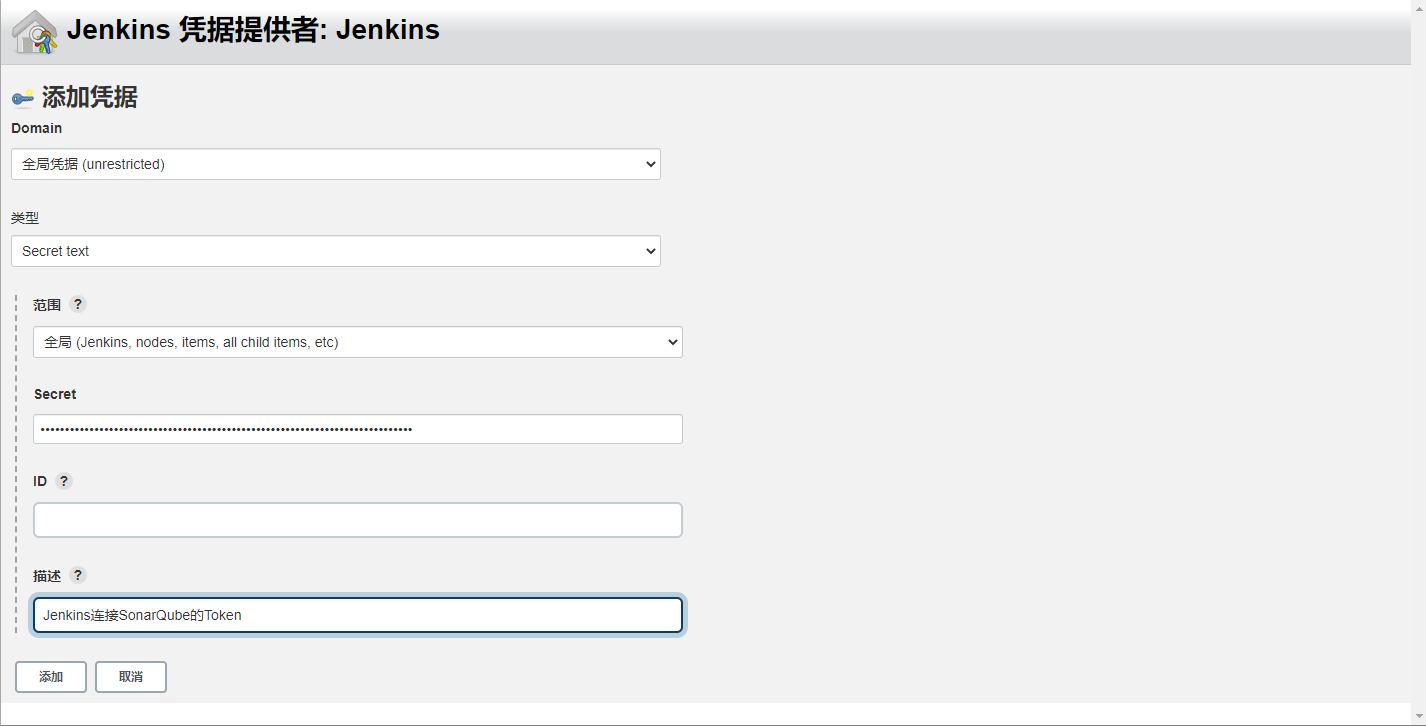 Jenkins 凭据提供者: Jenkins
添加凭据
Domain
全局凭据 (unrestricted)
类型
Secret text
范围 ?
全局 (Jenkins, nodes, items, all child items, etc)
Secret
ID ?
描述 ?
Jenkins连接SonarQube的Token
添加 取消